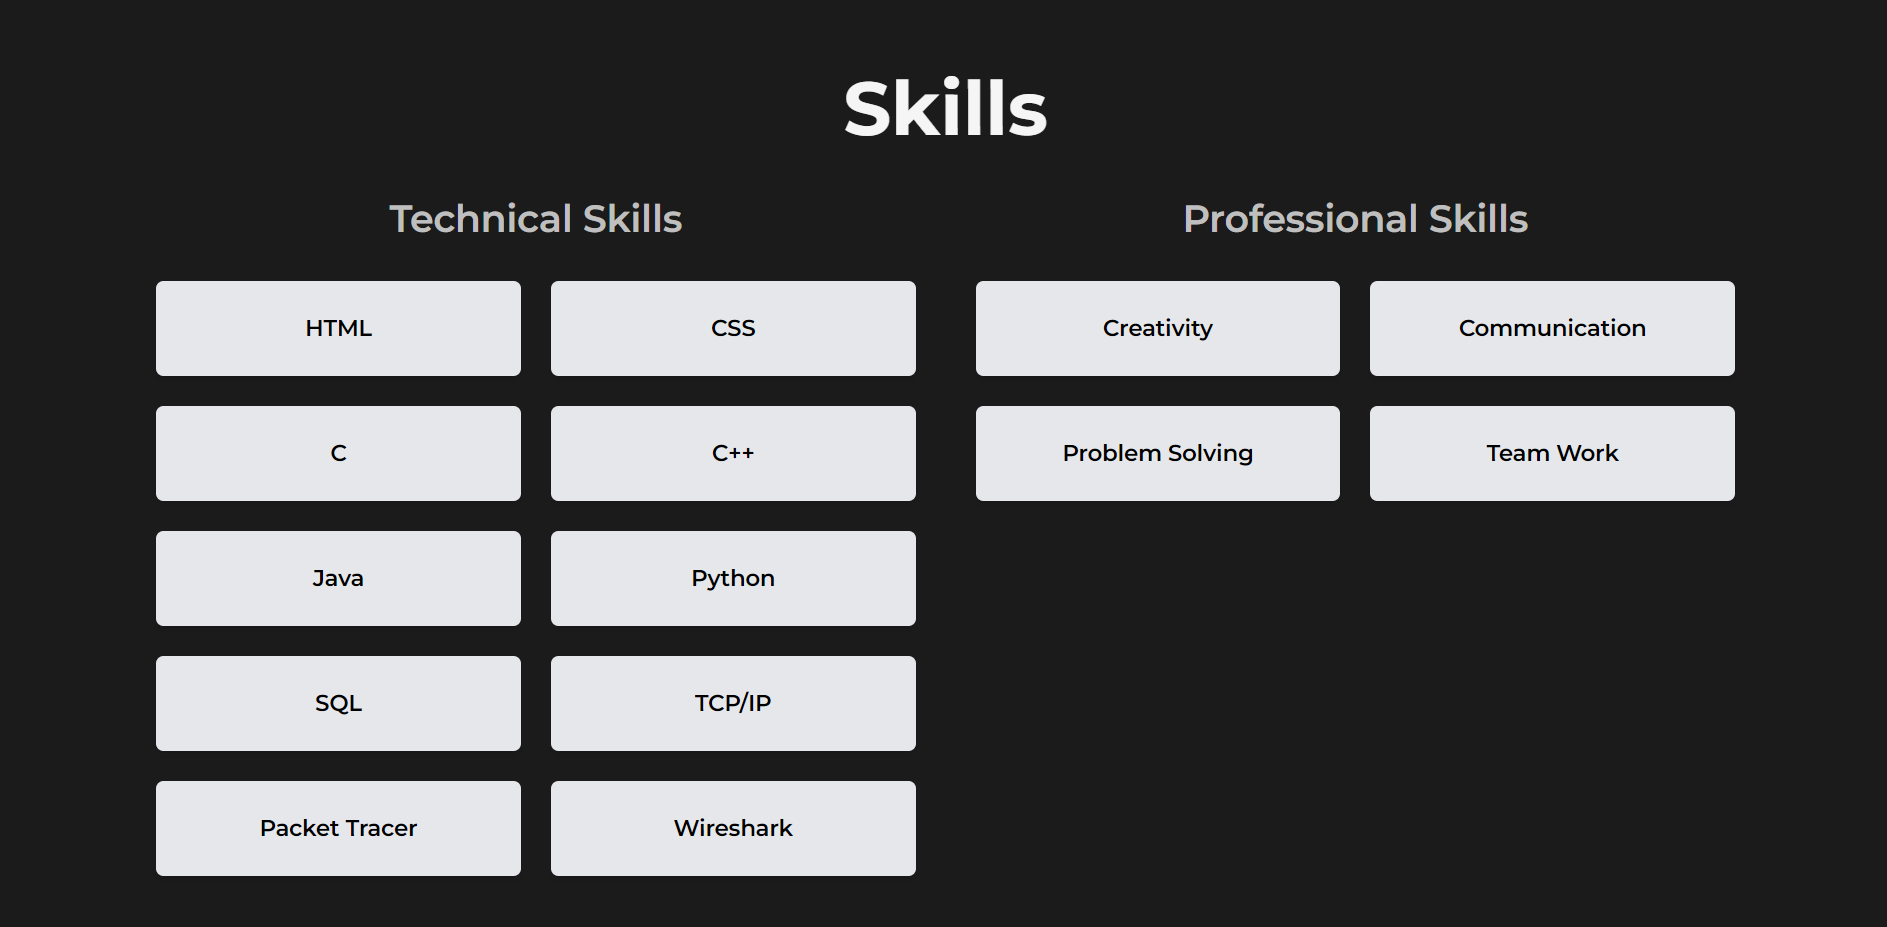 Skills
Technical Skills
HTML
CSS
C
C++
Java
Python
SQL
TCP/IP
Packet Tracer
Wireshark
Professional Skills
Creativity
Communication
Problem Solving
Team Work